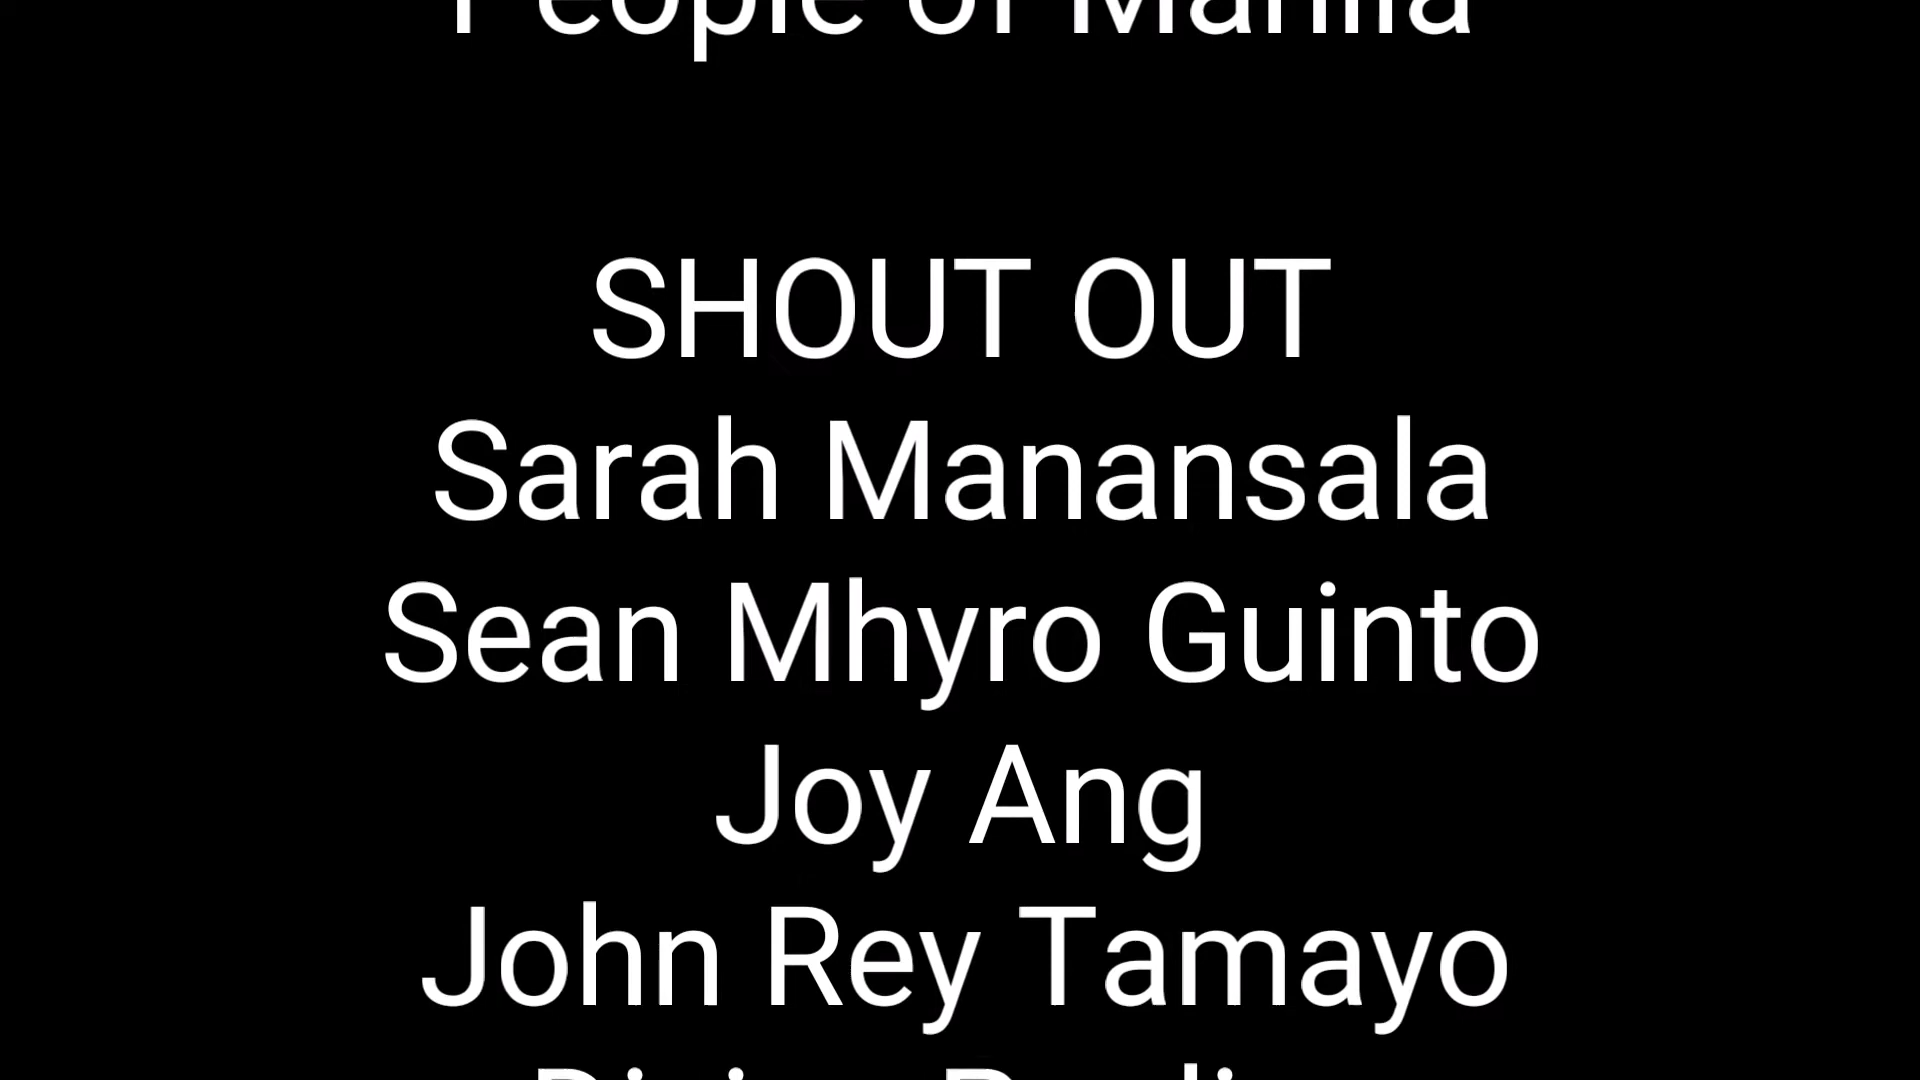 People of Manila
SHOUT OUT
Sarah Manansala
Sean Mhyro Guinto
Joy Ang
John Rey Tamayo